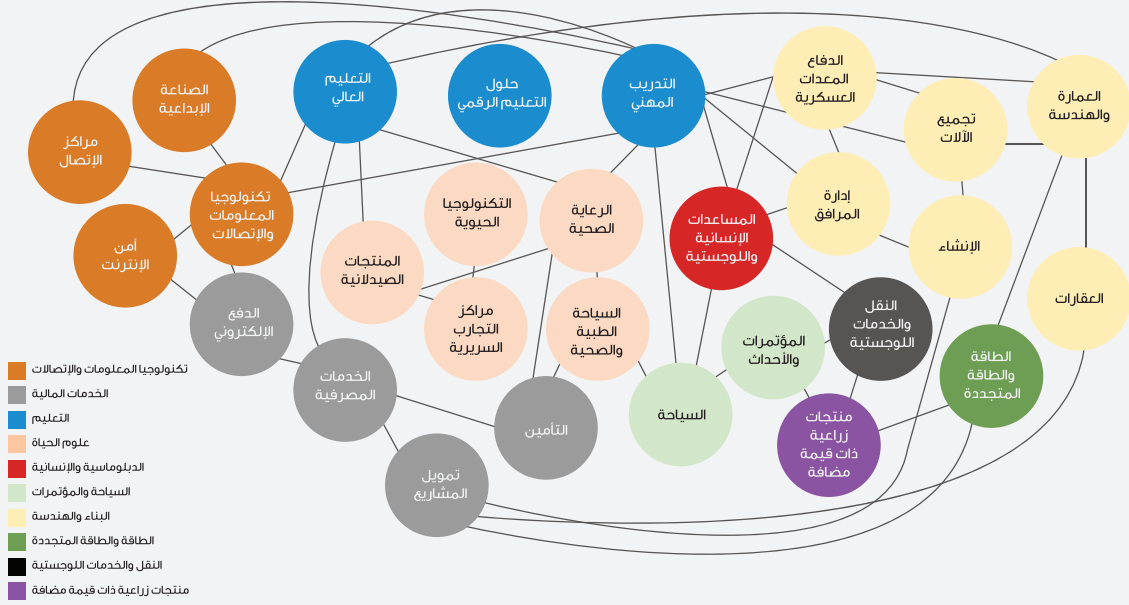 الدفاع
المعدات
العسكرية
العمارة
والهندسة
التدريب
المهني
حلول
التعليم الرقمي
التعليم
العالي
الصناعة
الإبداعية
تجميع
الآلات
مراكز
الإتصال
إدارة
المرافق
المساعدات
الإنسانية
واللوجستية
الرعاية
الصحية
التكنولوجيا
الحيوية
تكنولوجيا
المعلومات
والإتصالات
الإنشاء
أمن
الإنترنت
المنتجات
الصيدلانية
العقارات
النقل
والخدمات
اللوجستية
السياحة
الطبية
والصحية
مراكز
التجارب
السريرية
الدفع
الإلكتروني
المؤتمرات
والأحداث
الطاقة
والطاقة
المتجددة
الخدمات
المصرفية
السياحة
التأمين
منتجات
زراعية
ذات قيمة
مضافة
تمويل
المشاريع
تكنولوجيا المعلومات والإتصالات
الخدمات المالية
التعليم
علوم الحياة
الدبلوماسية والإنسانية
السياحة والمؤتمرات
البناء والهندسة
الطاقة والطاقة المتجددة
النقل والخدمات اللوجستية
منتجات زراعية ذات قيمة مضافة